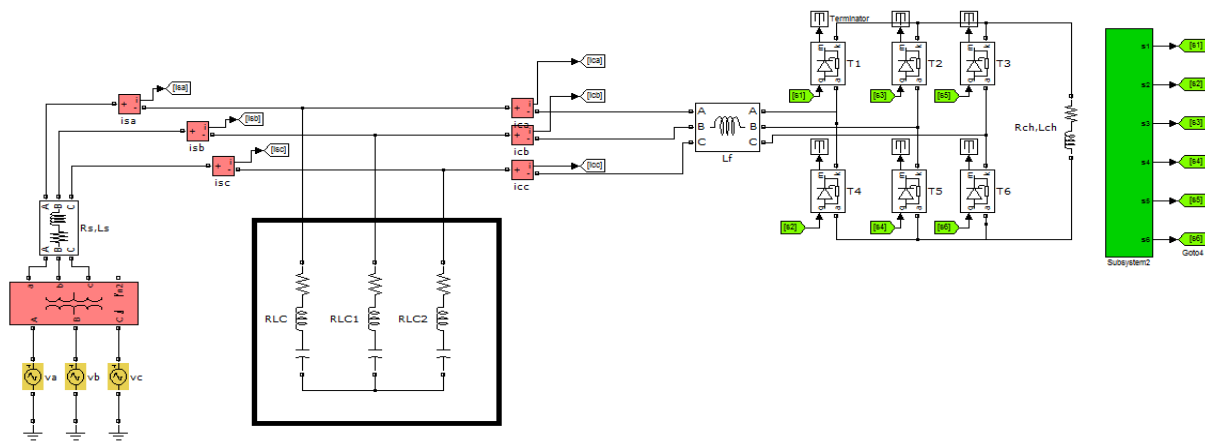 Terminator
m k
m k
m k
T1
T2
T3
g a
g a
g a
[s1]
[s3]
[s5]
[Isa]
+ i -
isa
[Isb]
+ i -
isb
[Isc]
+ i -
isc
[Ica]
+ i -
ica
[Icb]
+ i -
icb
[Icc]
+ i -
icc
A A
B B
C C
Lf
m k
m k
m k
T4
T5
T6
g a
g a
g a
[s2]
[s4]
[s6]
Rch,Lch
s1 [s1]
s2 [s2]
s3 [s3]
s4 [s4]
s5 [s5]
s6 [s6]
Subsystem2
Goto4
A B C
Rs,Ls
A B C
a b c
A B C
va
vb
vc
RLC
RLC1
RLC2